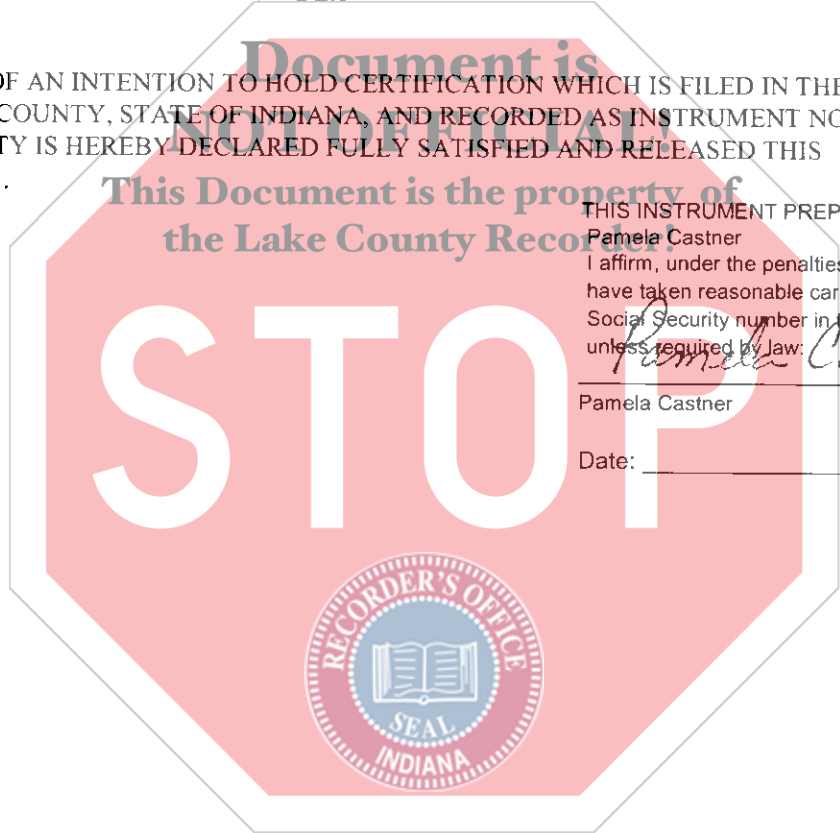 Document is
OF AN INTENTION TO HOLD CERTIFICATION WHICH IS FILED IN THE
NOT OFFICIAL!
COUNTY, STATE OF INDIANA, AND RECORDED AS INSTRUMENT NO
TY IS HEREBY DECLARED FULLY SATISFIED AND RELEASED THIS
.
This Document is the property of
the Lake County Recorder!
THIS INSTRUMENT PREP
Pamela Castner
I affirm, under the penalties
have taken reasonable car
Social Security number in
unless required by law:
Pamela C
Pamela Castner
Date:
STOP
RECORDER'S OFFICE
SEAL
INDIANA